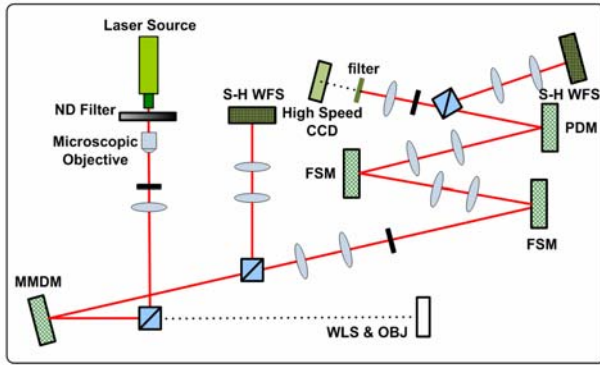 Laser Source
ND Filter
Microscopic
Objective
S-H WFS
filter
High Speed
CCD
S-H WFS
PDM
FSM
FSM
MMDM
WLS & OBJ